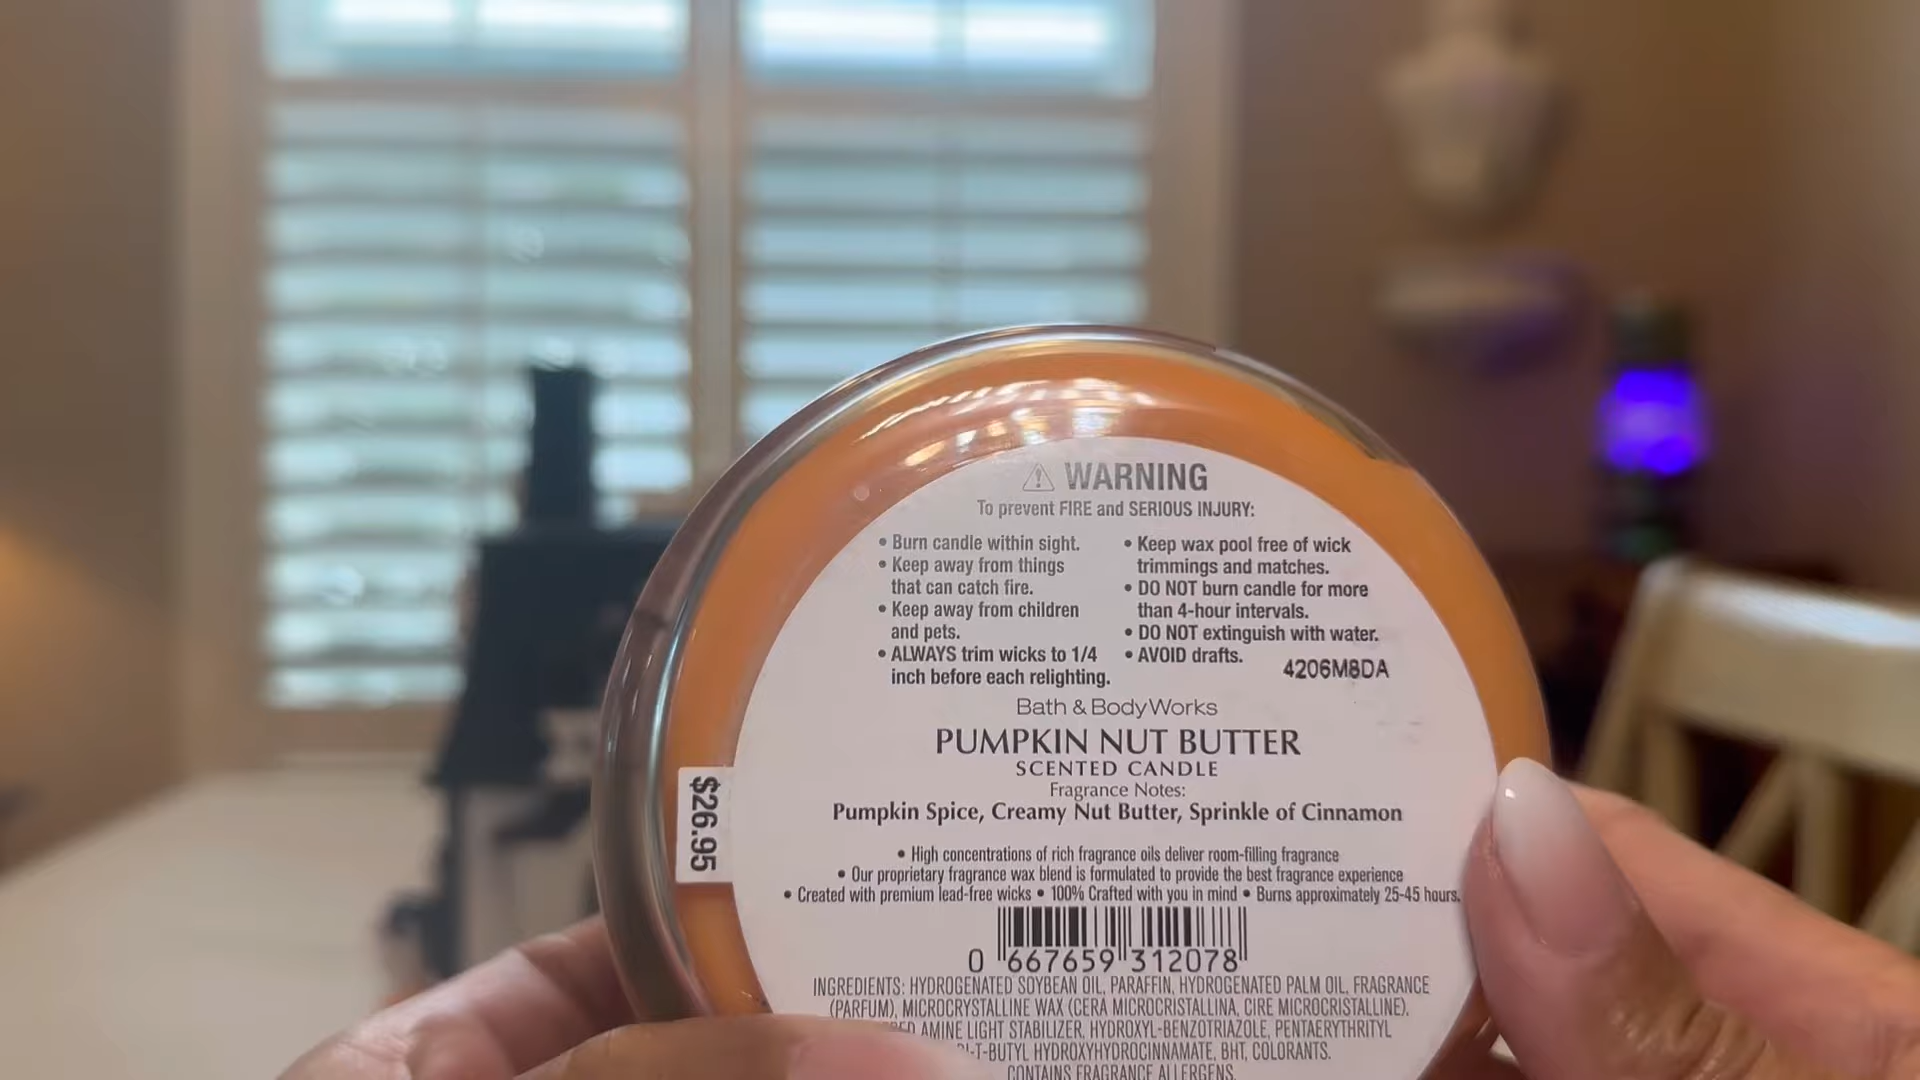 ⚠ WARNING
To prevent FIRE and SERIOUS INJURY:
• Burn candle within sight.
• Keep away from things
that can catch fire.
• Keep away from children
and pets.
• ALWAYS trim wicks to 1/4
inch before each relighting.
• Keep wax pool free of wick
trimmings and matches.
• DO NOT burn candle for more
than 4-hour intervals.
• DO NOT extinguish with water.
• AVOID drafts.
4206M8DA
Bath & Body Works
PUMPKIN NUT BUTTER
SCENTED CANDLE
Fragrance Notes:
Pumpkin Spice, Creamy Nut Butter, Sprinkle of Cinnamon
$26.95
• High concentrations of rich fragrance oils deliver room-filling fragrance
• Our proprietary fragrance wax blend is formulated to provide the best fragrance experience
• Created with premium lead-free wicks • 100% Crafted with you in mind • Burns approximately 25-45 hours.
0 667659 312078
INGREDIENTS: HYDROGENATED SOYBEAN OIL, PARAFFIN, HYDROGENATED PALM OIL, FRAGRANCE
(PARFUM), MICROCRYSTALLINE WAX (CERA MICROCRISTALLINA, CIRE MICROCRISTALLINE),
AMINE LIGHT STABILIZER, HYDROXYL-BENZOTRIAZOLE, PENTAERYTHRITYL
-T-BUTYL HYDROXYHYDROCINNAMATE, BHT, COLORANTS.
CONTAINS FRAGRANCE ALLERGENS.